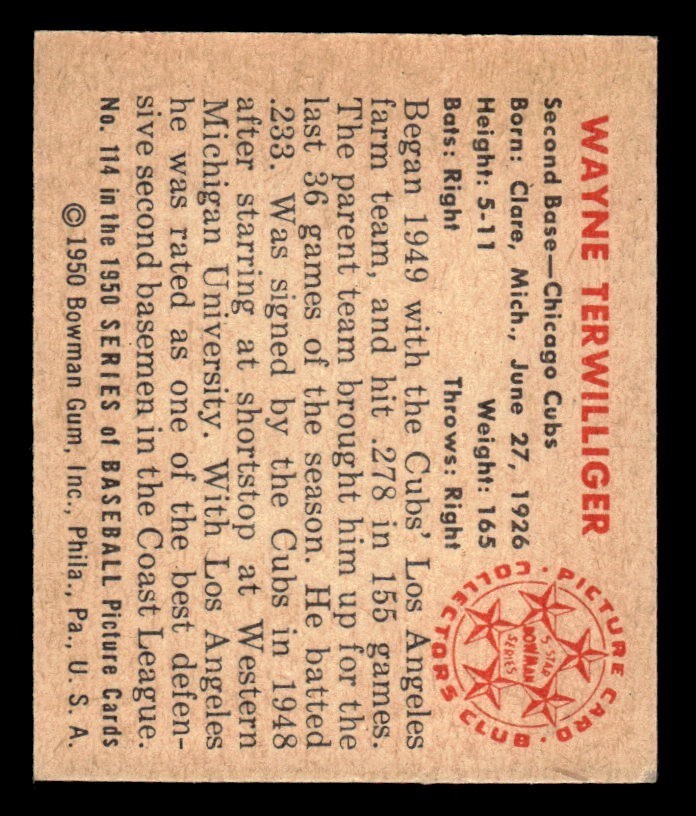 WAYNE TERWILLIGER
Second Base—Chicago Cubs
Born: Clare, Mich., June 27, 1926
Height: 5-11 Weight: 165
Bats: Right Throws: Right
Began 1949 with the Cubs' Los Angeles
farm team, and hit .278 in 155 games.
The parent team brought him up for the
last 36 games of the season. He batted
.233. Was signed by the Cubs in 1948
after starring at shortstop at Western
Michigan University. With Los Angeles
he was rated as one of the best defen-
sive second basemen in the Coast League.
No. 114 in the 1950 SERIES of BASEBALL Picture Cards
© 1950 Bowman Gum, Inc., Phila., Pa., U. S. A.
· PICTURE CARD · COLLECTORS CLUB
5 STAR
BOWMAN
SERIES